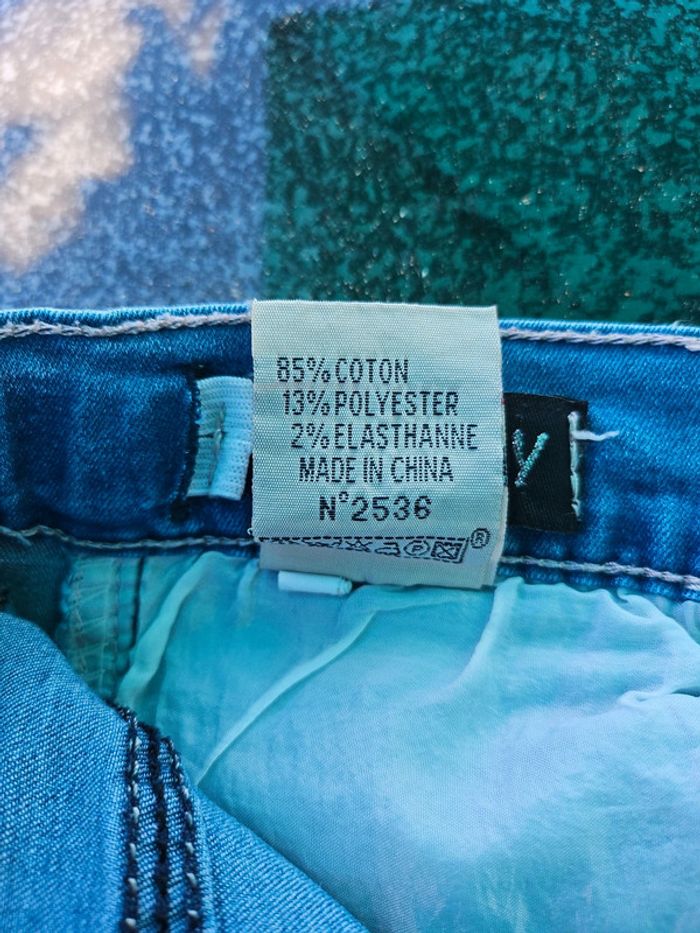 85% COTON
13% POLYESTER
2% ELASTHANNE
MADE IN CHINA
N°2536